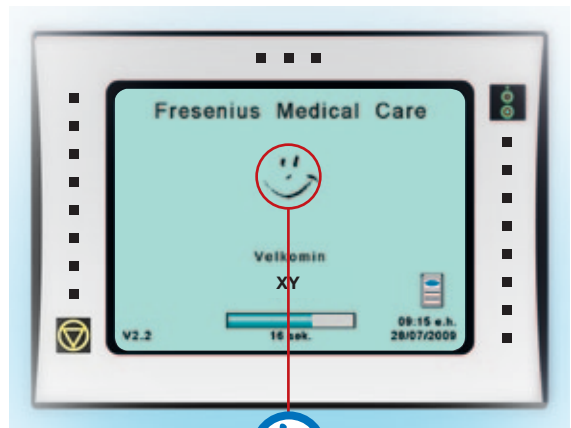 Fresenius Medical Care
Velkomin
XY
V2.2
16 sek.
09:15 e.h.
28/07/2009